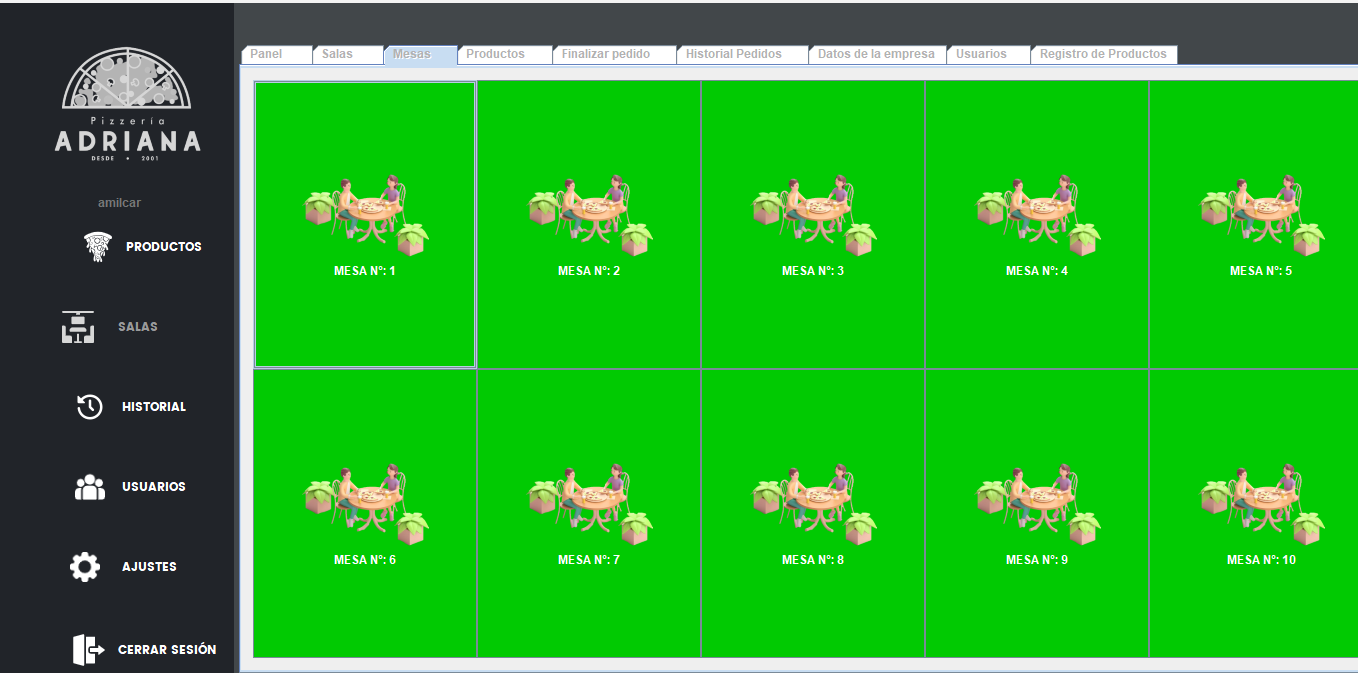 Pizzería
ADRIANA
DESDE • 2001
amilcar
PRODUCTOS
SALAS
HISTORIAL
USUARIOS
AJUSTES
CERRAR SESIÓN
Panel Salas Mesas Productos Finalizar pedido Historial Pedidos Datos de la empresa Usuarios Registro de Productos
MESA N°: 1 MESA N°: 2 MESA N°: 3 MESA N°: 4 MESA N°: 5
MESA N°: 6 MESA N°: 7 MESA N°: 8 MESA N°: 9 MESA N°: 10